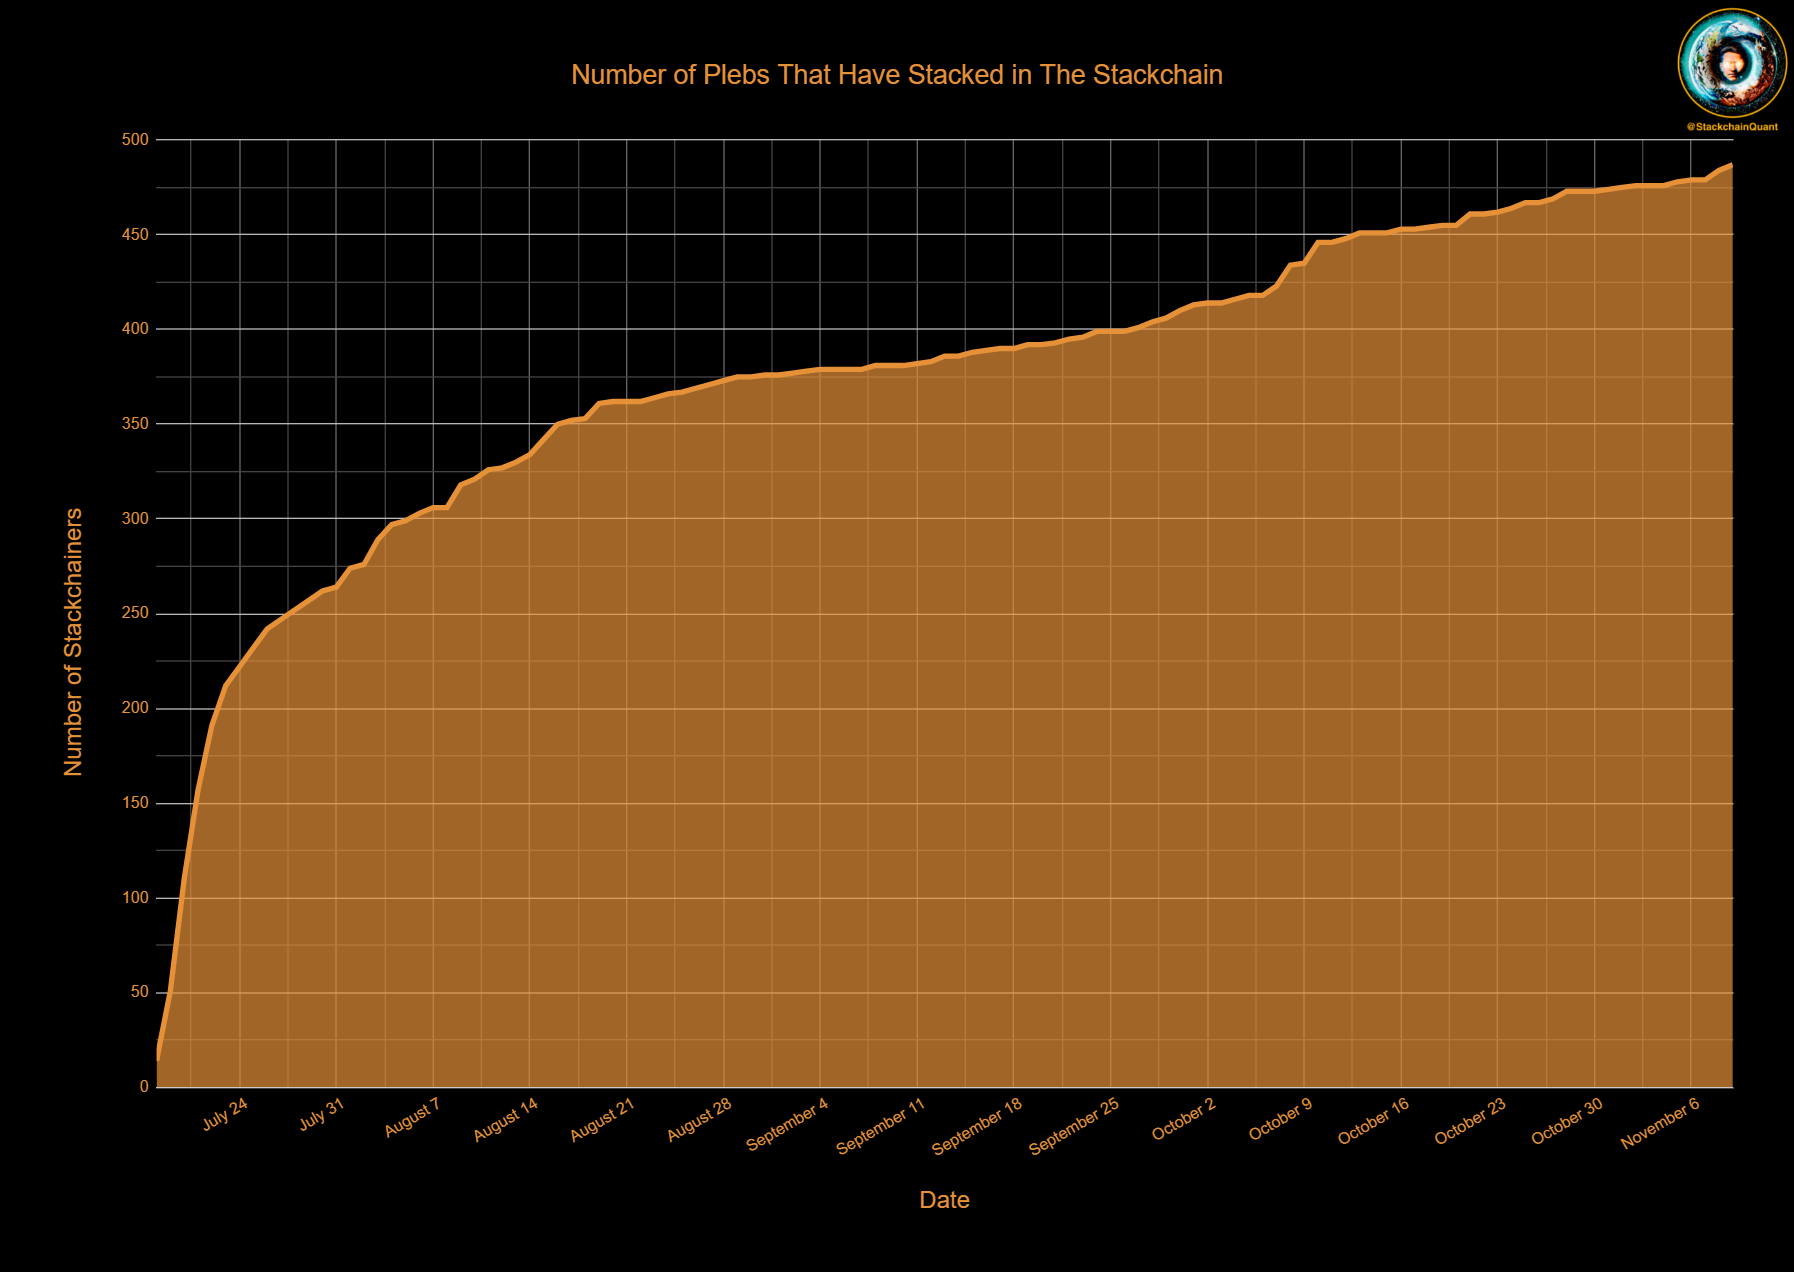 Number of Plebs That Have Stacked in The Stackchain
@StackchainQuant
Number of Stackchainers
500
450
400
350
300
250
200
150
100
50
0
July 24
July 31
August 7
August 14
August 21
August 28
September 4
September 11
September 18
September 25
October 2
October 9
October 16
October 23
October 30
November 6
Date